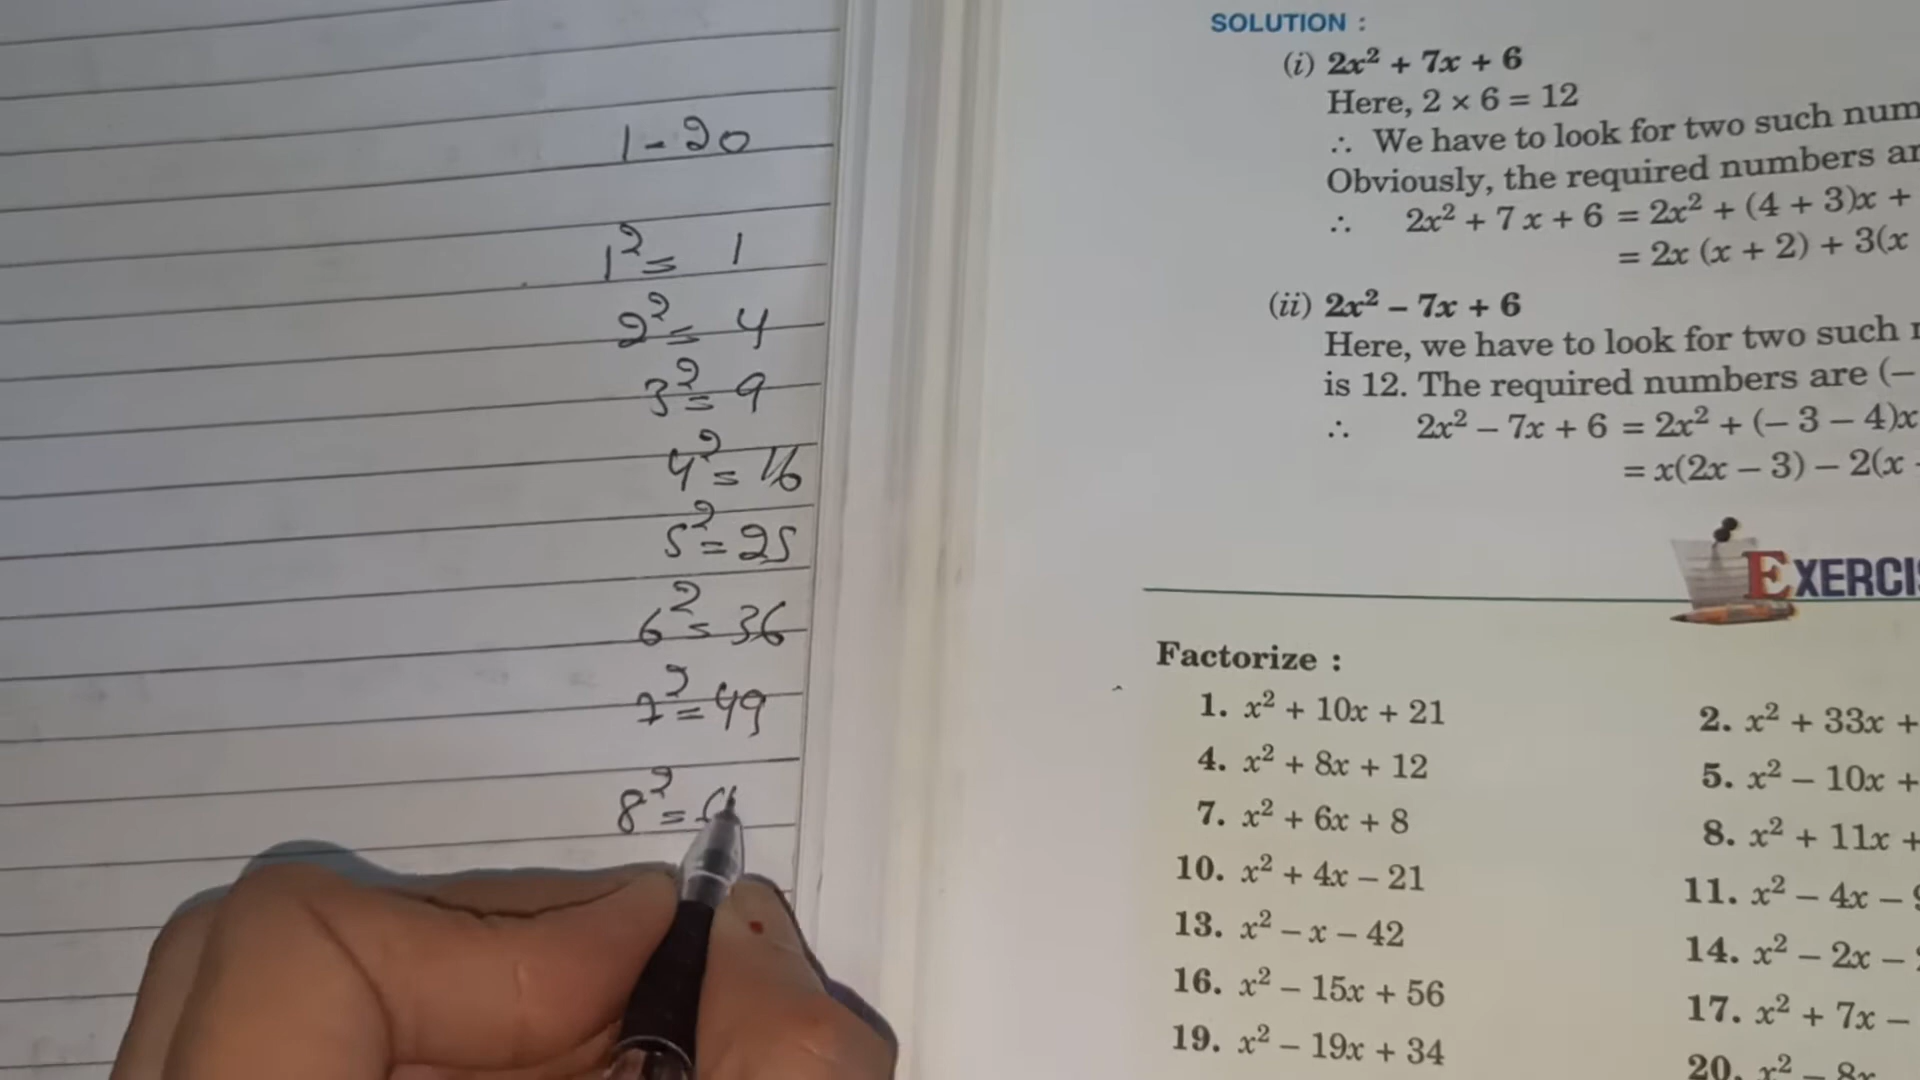 1 - 20
1² = 1
2² = 4
3² = 9
4² = 16
5² = 25
6² = 36
7² = 49
8² =
SOLUTION :
(i) 2x² + 7x + 6
Here, 2 × 6 = 12
∴ We have to look for two such
Obviously, the required numbers
∴ 2x² + 7x + 6 = 2x² + (4 + 3)x +
= 2x (x + 2) + 3(x
(ii) 2x² – 7x + 6
Here, we have to look for two such
is 12. The required numbers are (–
∴ 2x² – 7x + 6 = 2x² + (– 3 – 4)x
= x(2x – 3) – 2(x
EXERCIS
Factorize :
1. x² + 10x + 21 2. x² + 33x +
4. x² + 8x + 12 5. x² – 10x +
7. x² + 6x + 8 8. x² + 11x +
10. x² + 4x – 21 11. x² – 4x –
13. x² – x – 42 14. x² – 2x –
16. x² – 15x + 56 17. x² + 7x –
19. x² – 19x + 34 20. x² – 8x